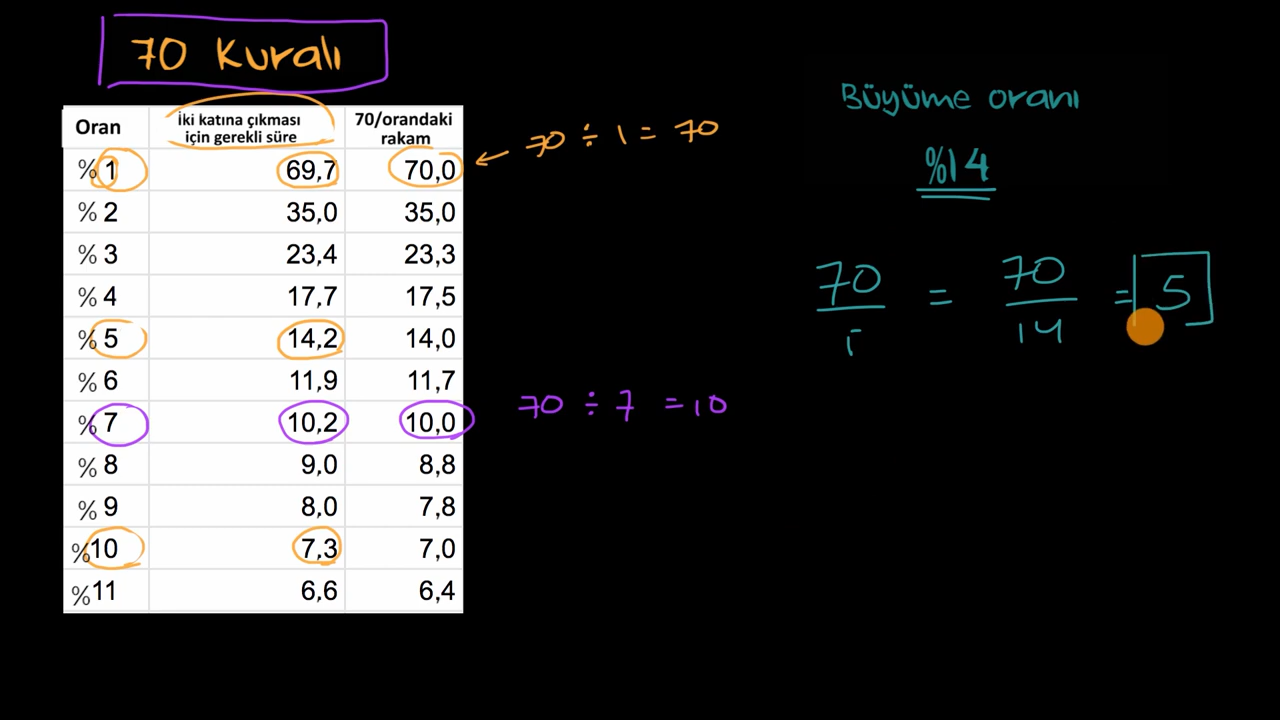 70 Kuralı
Oran İki katına çıkması için gerekli süre 70/orandaki rakam
%1 69,7 70,0
%2 35,0 35,0
%3 23,4 23,3
%4 17,7 17,5
%5 14,2 14,0
%6 11,9 11,7
%7 10,2 10,0
%8 9,0 8,8
%9 8,0 7,8
%10 7,3 7,0
%11 6,6 6,4
70 ÷ 1 = 70
70 ÷ 7 = 10
Büyüme oranı
%14
70/i = 70/14 = 5